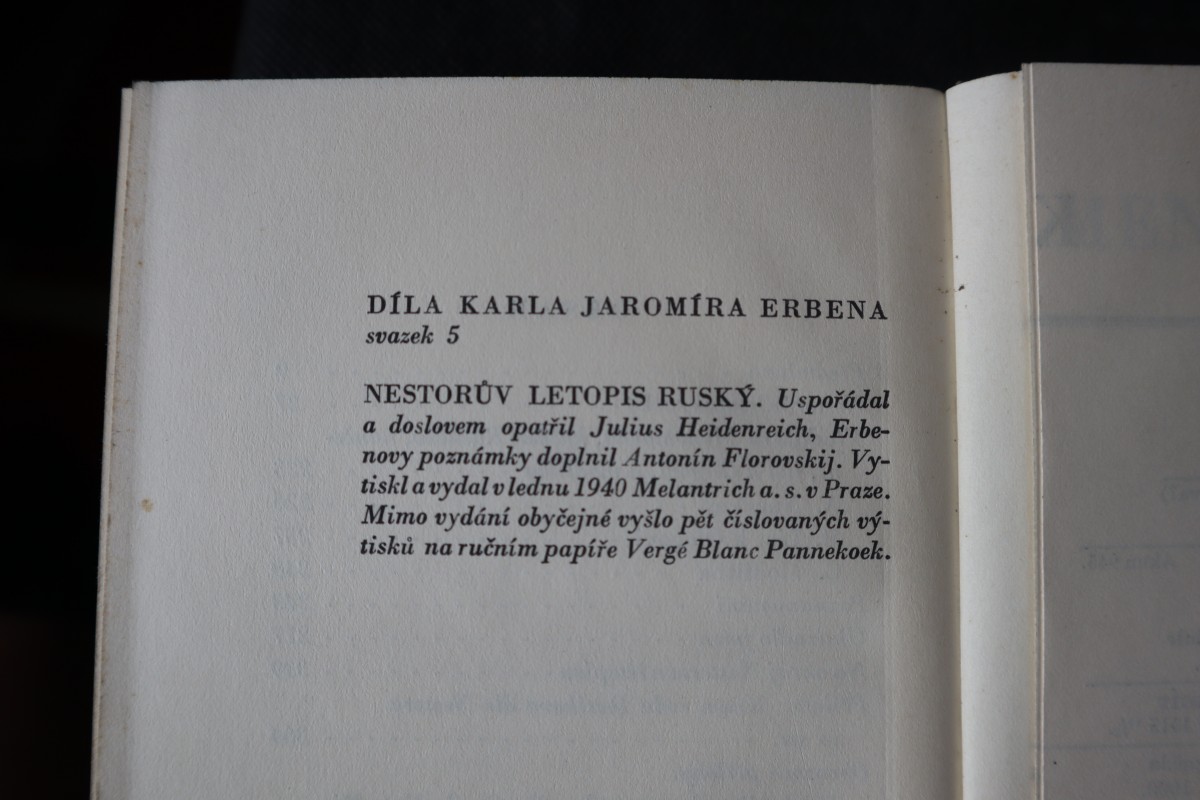 DÍLA KARLA JAROMÍRA ERBENA
svazek 5
NESTORŮV LETOPIS RUSKÝ. Uspořádal
a doslovem opatřil Julius Heidenreich, Erbe-
novy poznámky doplnil Antonín Florovskij. Vy-
tiskl a vydal v lednu 1940 Melantrich a. s. v Praze.
Mimo vydání obyčejné vyšlo pět číslovaných vý-
tisků na ručním papíře Vergé Blanc Pannekoek.